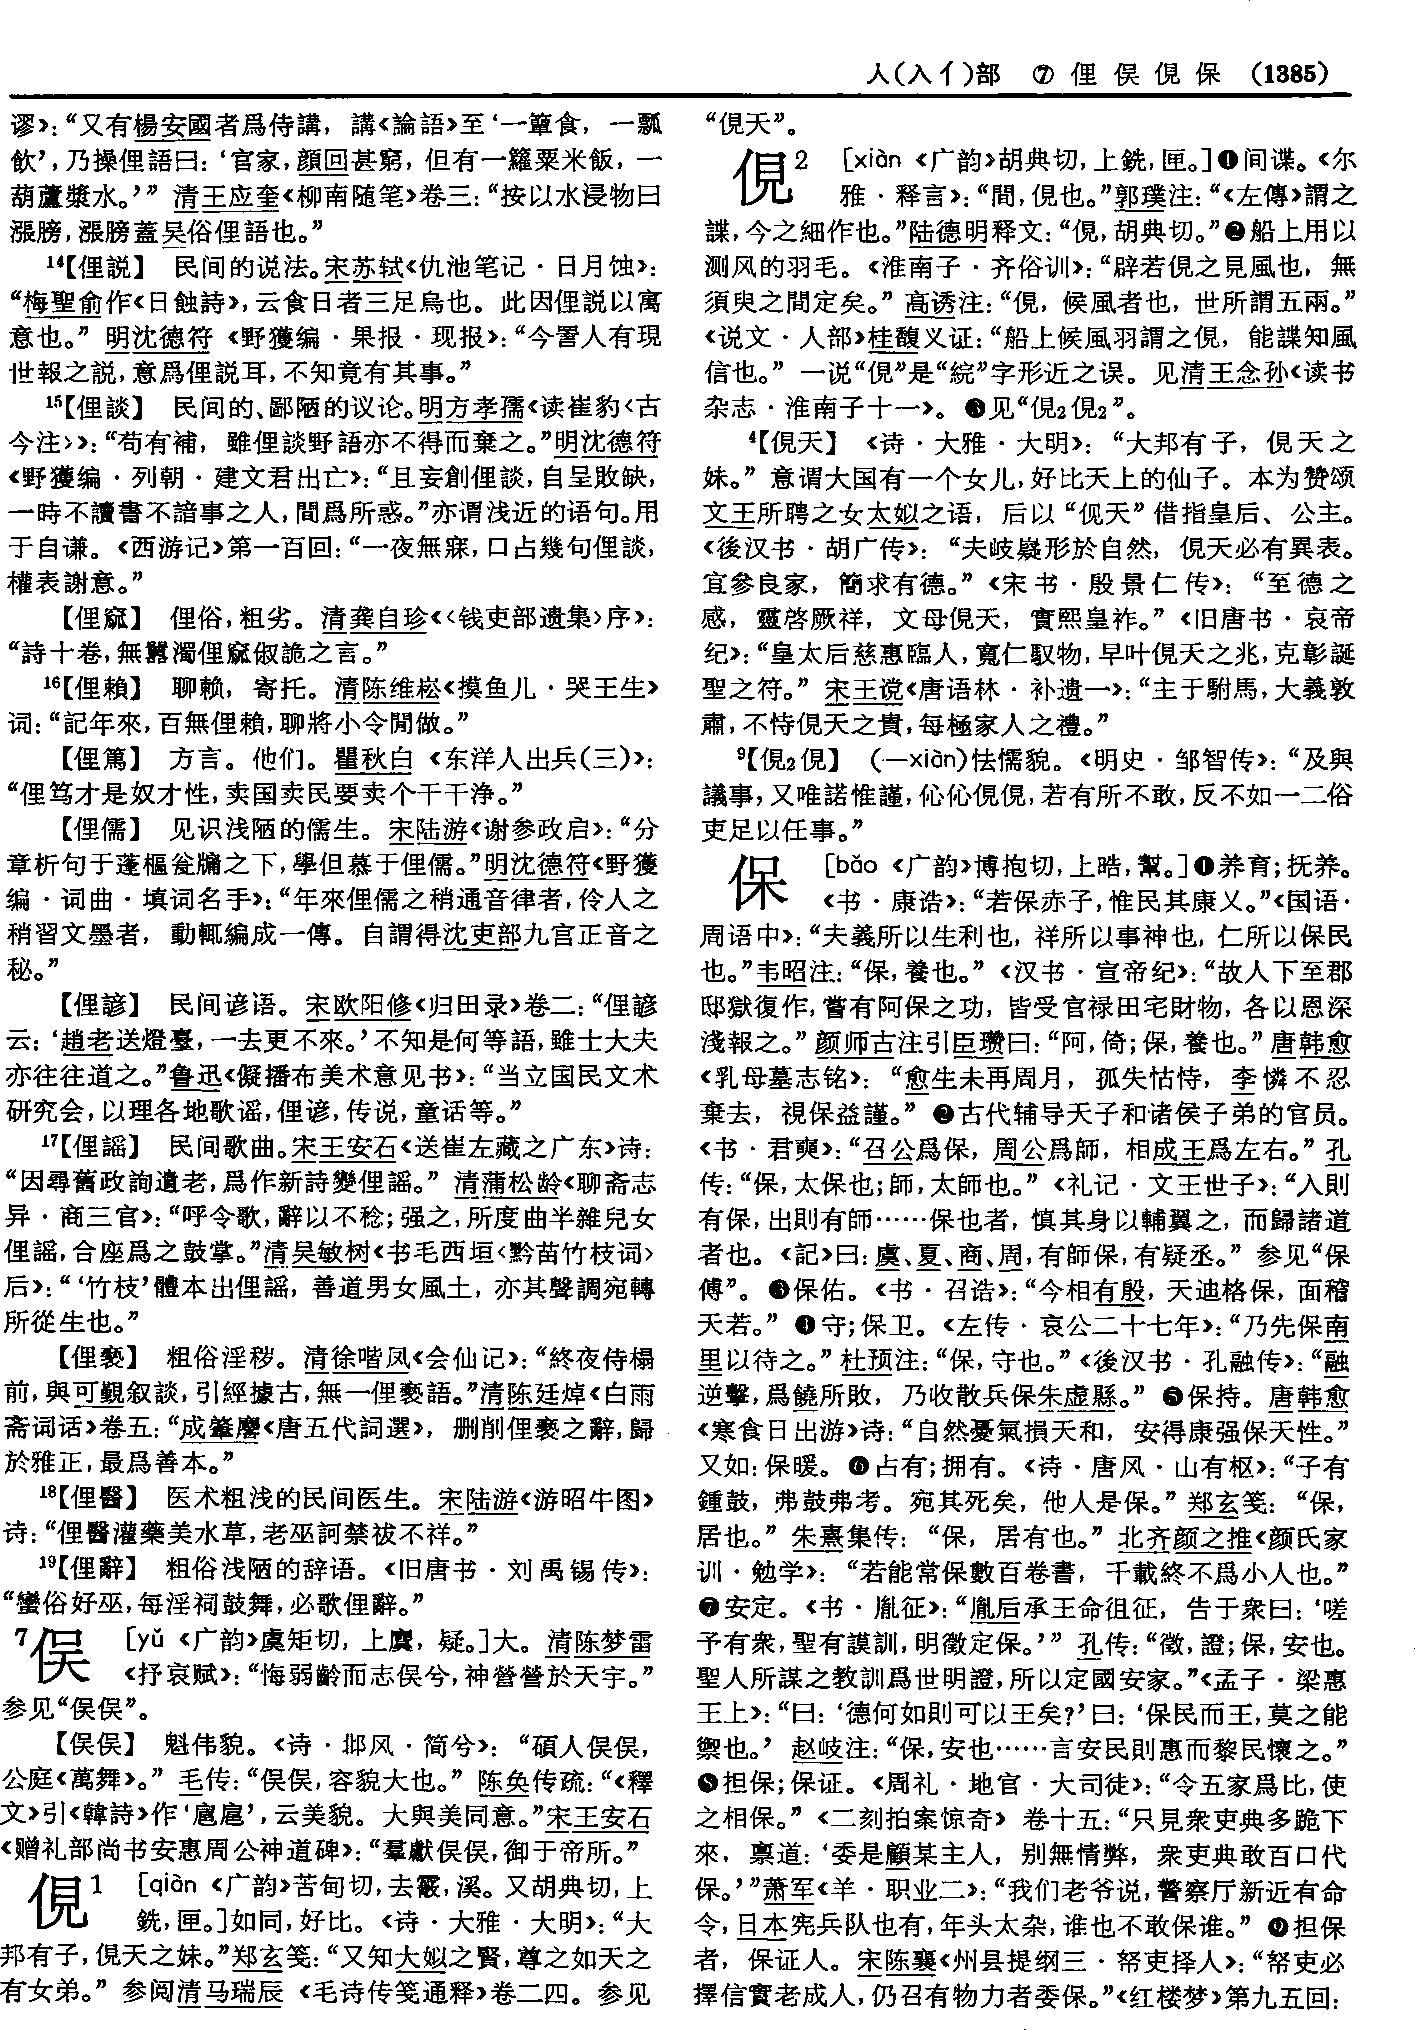 人(入亻)部　⑦ 俚 俣 俔 保　(1385)
谬》：“又有楊安國者爲侍講，講《論語》至‘一簞食，一瓢
飲’，乃操俚語曰：‘官家，顔回甚窮，但有一籮粟米飯，一
葫蘆漿水。’” 清王应奎《柳南随笔》卷三：“按以水浸物曰
漲膀，漲膀蓋吴俗俚語也。”
14【俚説】 民间的说法。宋苏轼《仇池笔记·日月蚀》：
“梅聖俞作《日蝕詩》，云食日者三足烏也。此因俚説以寓
意也。” 明沈德符《野獲编·果报·现报》：“今詈人有現
世報之説，意爲俚説耳，不知竟有其事。”
15【俚談】 民间的、鄙陋的议论。明方孝孺《读崔豹〈古
今注〉》：“苟有補，雖俚談野語亦不得而棄之。”明沈德符
《野獲编·列朝·建文君出亡》：“且妄創俚談，自呈敗缺，
一時不讀書不諳事之人，間爲所惑。”亦谓浅近的语句。用
于自谦。《西游记》第一百回：“一夜無寐，口占幾句俚談，
權表謝意。”
【俚窳】 俚俗，粗劣。清龚自珍《〈钱吏部遗集〉序》：
“詩十卷，無囂濁俚窳俶詭之言。”
16【俚賴】 聊赖，寄托。清陈维崧《摸鱼儿·哭王生》
词：“記年來，百無俚賴，聊將小令閒做。”
【俚篤】 方言。他们。瞿秋白《东洋人出兵(三)》：
“俚笃才是奴才性，卖国卖民要卖个干干净。”
【俚儒】 见识浅陋的儒生。宋陆游《谢参政启》：“分
章析句于蓬樞瓮牖之下，學但慕于俚儒。”明沈德符《野獲
编·词曲·填词名手》：“年來俚儒之稍通音律者，伶人之
稍習文墨者，動輒編成一傳。自謂得沈吏部九宫正音之
秘。”
【俚諺】 民间谚语。宋欧阳修《归田录》卷二：“俚諺
云：‘趙老送燈臺，一去更不來。’不知是何等語，雖士大夫
亦往往道之。”鲁迅《儗播布美术意见书》：“当立国民文术
研究会，以理各地歌谣，俚谚，传说，童话等。”
17【俚謡】 民间歌曲。宋王安石《送崔左藏之广东》诗：
“因尋舊政詢遺老，爲作新詩變俚謡。” 清蒲松龄《聊斋志
异·商三官》：“呼令歌，辭以不稔；强之，所度曲半雜兒女
俚謡，合座爲之鼓掌。”清吴敏树《书毛西垣〈黔苗竹枝词〉
后》：“‘竹枝’體本出俚謡，善道男女風土，亦其聲調宛轉
所從生也。”
【俚褻】 粗俗淫秽。清徐喈凤《会仙记》：“終夜侍榻
前，與可觀叙談，引經據古，無一俚褻語。”清陈廷焯《白雨
斋词话》卷五：“成肇麐《唐五代詞選》，删削俚褻之辭，歸
於雅正，最爲善本。”
18【俚醫】 医术粗浅的民间医生。宋陆游《游昭牛图》
诗：“俚醫灌藥美水草，老巫訶禁祓不祥。”
19【俚辭】 粗俗浅陋的辞语。《旧唐书·刘禹锡传》：
“蠻俗好巫，每淫祠鼓舞，必歌俚辭。”
7俣 [yǔ 《广韵》虞矩切，上麌，疑。]大。清陈梦雷
《抒哀赋》：“悔弱齡而志俣兮，神營營於天宇。”
参见“俣俣”。
【俣俣】 魁伟貌。《诗·邶风·简兮》：“碩人俣俣，
公庭《萬舞》。” 毛传：“俣俣，容貌大也。” 陈奂传疏：“《釋
文》引《韓詩》作‘扈扈’，云美貌。大與美同意。”宋王安石
《赠礼部尚书安惠周公神道碑》：“羣獻俣俣，御于帝所。”
俔1 [qiàn 《广韵》苦甸切，去霰，溪。又胡典切，上
銑，匣。]如同，好比。《诗·大雅·大明》：“大
邦有子，俔天之妹。”郑玄笺：“又知大姒之賢，尊之如天之
有女弟。” 参阅清马瑞辰《毛诗传笺通释》卷二四。参见
“俔天”。
俔2 [xiàn 《广韵》胡典切，上銑，匣。]❶间谍。《尔
雅·释言》：“間，俔也。”郭璞注：“《左傳》謂之
諜，今之細作也。”陆德明释文：“俔，胡典切。”❷船上用以
测风的羽毛。《淮南子·齐俗训》：“辟若俔之見風也，無
須臾之間定矣。” 高诱注：“俔，候風者也，世所謂五兩。”
《说文·人部》桂馥义证：“船上候風羽謂之俔，能諜知風
信也。” 一说“俔”是“綄”字形近之误。见清王念孙《读书
杂志·淮南子十一》。❸见“俔2俔2”。
4【俔天】 《诗·大雅·大明》：“大邦有子，俔天之
妹。” 意谓大国有一个女儿，好比天上的仙子。本为赞颂
文王所聘之女太姒之语，后以“伣天”借指皇后、公主。
《後汉书·胡广传》：“夫岐嶷形於自然，俔天必有異表。
宜參良家，簡求有德。”《宋书·殷景仁传》：“至德之
感，靈啓厥祥，文母俔天，實熙皇祚。”《旧唐书·哀帝
纪》：“皇太后慈惠臨人，寬仁馭物，早叶俔天之兆，克彰誕
聖之符。” 宋王谠《唐语林·补遗一》：“主于駙馬，大義敦
肅，不恃俔天之貴，每極家人之禮。”
9【俔2俔】 (—xiàn)怯懦貌。《明史·邹智传》：“及與
議事，又唯諾惟謹，伈伈俔俔，若有所不敢，反不如一二俗
吏足以任事。”
保 [bǎo 《广韵》博抱切，上晧，幫。]❶养育；抚养。
《书·康诰》：“若保赤子，惟民其康乂。”《国语·
周语中》：“夫義所以生利也，祥所以事神也，仁所以保民
也。”韦昭注：“保，養也。”《汉书·宣帝纪》：“故人下至郡
邸獄復作，嘗有阿保之功，皆受官禄田宅財物，各以恩深
淺報之。” 颜师古注引臣瓒曰：“阿，倚；保，養也。”唐韩愈
《乳母墓志铭》：“愈生未再周月，孤失怙恃，李憐不忍
棄去，視保益謹。” ❷古代辅导天子和诸侯子弟的官员。
《书·君奭》：“召公爲保，周公爲師，相成王爲左右。” 孔
传：“保，太保也；師，太師也。”《礼记·文王世子》：“入則
有保，出則有師……保也者，慎其身以輔翼之，而歸諸道
者也。《記》曰：虞、夏、商、周，有師保，有疑丞。” 参见“保
傅”。❸保佑。《书·召诰》：“今相有殷，天迪格保，面稽
天若。” ❹守；保卫。《左传·哀公二十七年》：“乃先保南
里以待之。”杜预注：“保，守也。”《後汉书·孔融传》：“融
逆擊，爲饒所敗，乃收散兵保朱虚縣。” ❺保持。唐韩愈
《寒食日出游》诗：“自然憂氣損天和，安得康强保天性。”
又如：保暖。❻占有；拥有。《诗·唐风·山有枢》：“子有
鍾鼓，弗鼓弗考。宛其死矣，他人是保。”郑玄笺：“保，
居也。” 朱熹集传：“保，居有也。” 北齐颜之推《颜氏家
训·勉学》：“若能常保數百卷書，千載終不爲小人也。”
❼安定。《书·胤征》：“胤后承王命徂征，告于衆曰：‘嗟
予有衆，聖有謨訓，明徵定保。’” 孔传：“徵，證；保，安也。
聖人所謀之教訓爲世明證，所以定國安家。”《孟子·梁惠
王上》：“曰：‘德何如則可以王矣？’曰：‘保民而王，莫之能
禦也。’ 赵岐注：“保，安也……言安民則惠而黎民懷之。”
❽担保；保证。《周礼·地官·大司徒》：“令五家爲比，使
之相保。”《二刻拍案惊奇》卷十五：“只見衆吏典多跪下
來，禀道：‘委是顧某主人，别無情弊，衆吏典敢百口代
保。’”萧军《羊·职业二》：“我们老爷说，警察厅新近有命
令，日本宪兵队也有，年头太杂，谁也不敢保谁。” ❾担保
者，保证人。宋陈襄《州县提纲三·帑吏择人》：“帑吏必
擇信實老成人，仍召有物力者委保。”《红楼梦》第九五回：